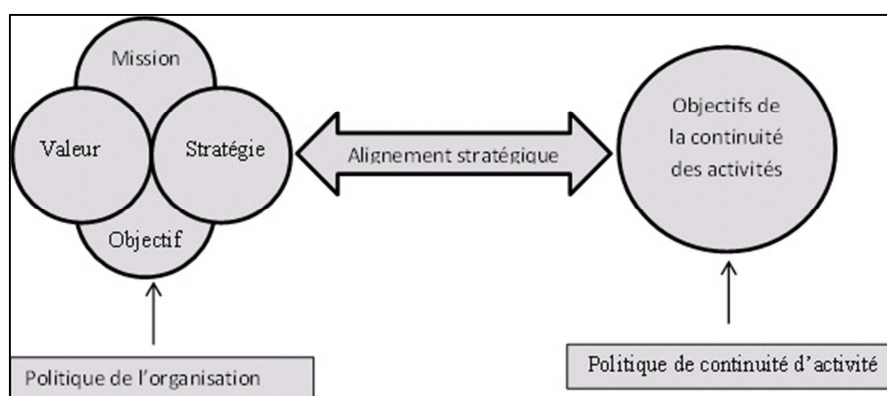 Mission
Valeur
Stratégie
Objectif
Alignement stratégique
Objectifs de
la continuité
des activités
Politique de l'organisation
Politique de continuité d'activité